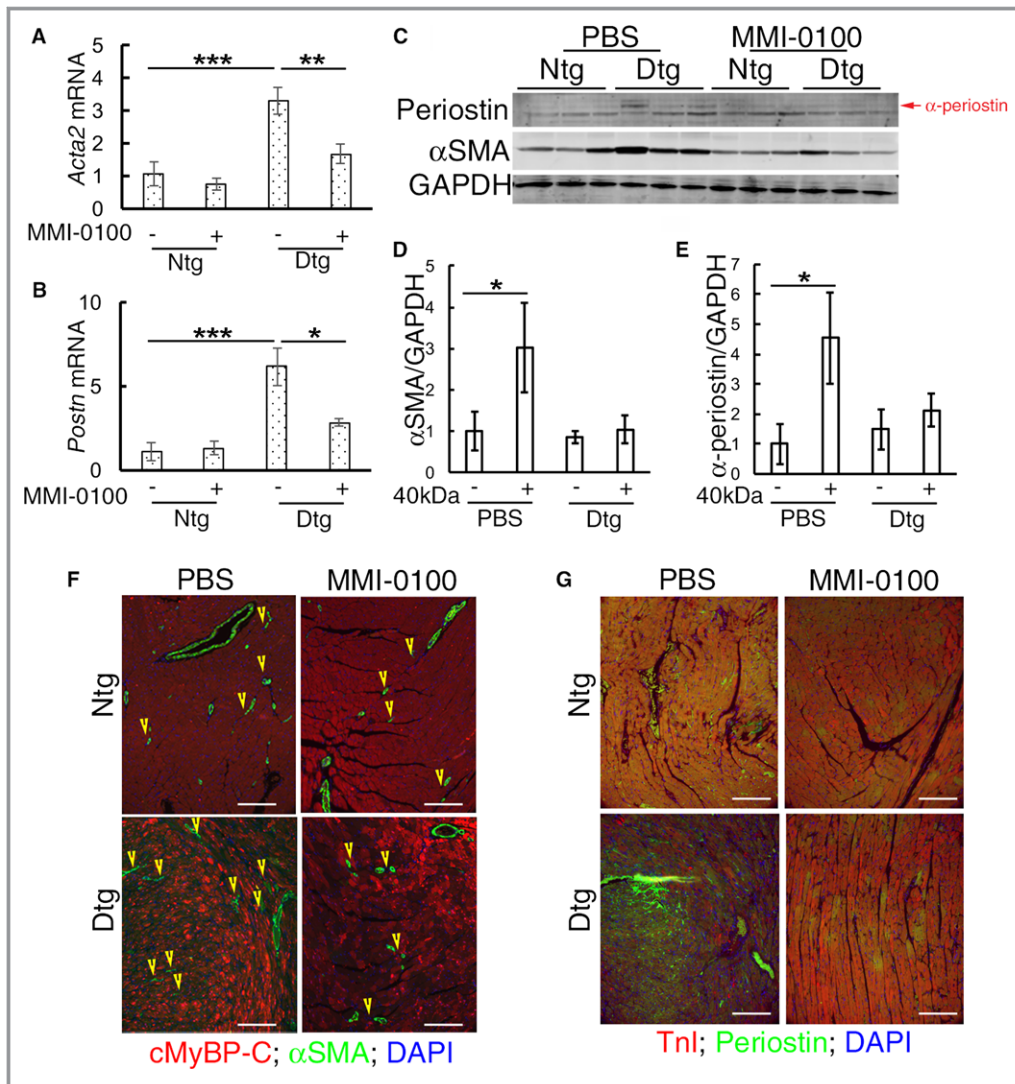 A
Acta2 mRNA
5
4
3
2
1
0
***
**
MMI-0100
- + - +
Ntg Dtg
B
Postn mRNA
10
5
0
***
*
MMI-0100
- + - +
Ntg Dtg
C
PBS MMI-0100
Ntg Dtg Ntg Dtg
Periostin
α-periostin
αSMA
GAPDH
D
αSMA/GAPDH
5
4
3
2
1
0
*
40kDa
- + - +
PBS Dtg
E
α-periostin/GAPDH
7
6
5
4
3
2
1
0
*
40kDa
- + - +
PBS Dtg
F
PBS MMI-0100
Ntg
Dtg
cMyBP-C; αSMA; DAPI
G
PBS MMI-0100
Ntg
Dtg
TnI; Periostin; DAPI